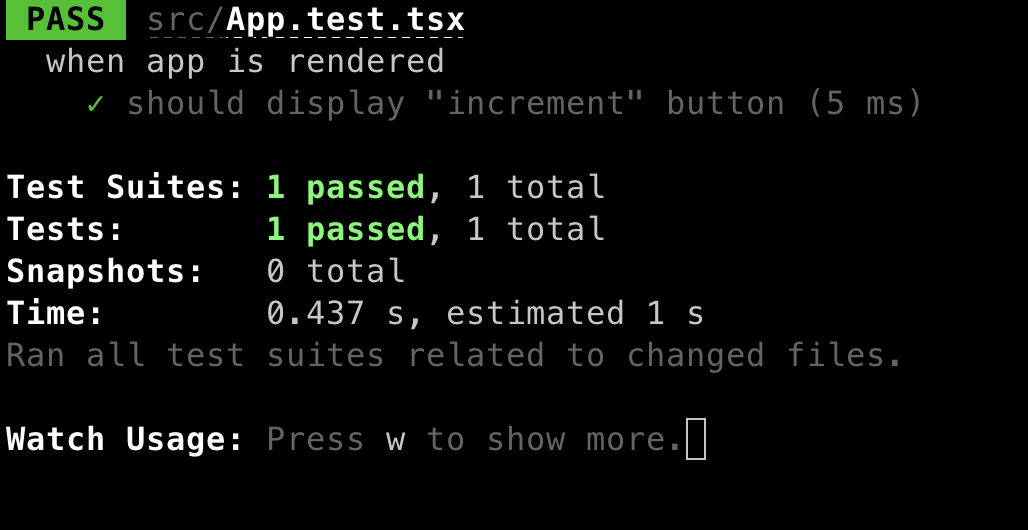 PASS src/App.test.tsx
when app is rendered
✓ should display "increment" button (5 ms)
Test Suites: 1 passed, 1 total
Tests: 1 passed, 1 total
Snapshots: 0 total
Time: 0.437 s, estimated 1 s
Ran all test suites related to changed files.
Watch Usage: Press w to show more.